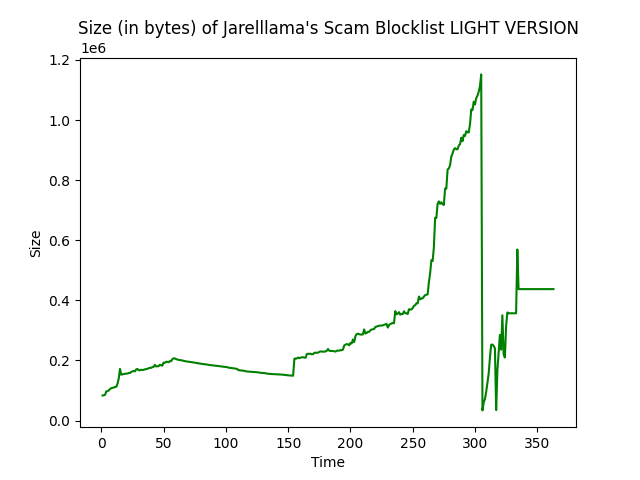 Size (in bytes) of Jarelllama's Scam Blocklist LIGHT VERSION
1e6
1.2
1.0
0.8
0.6
0.4
0.2
0.0
Size
0 50 100 150 200 250 300 350
Time